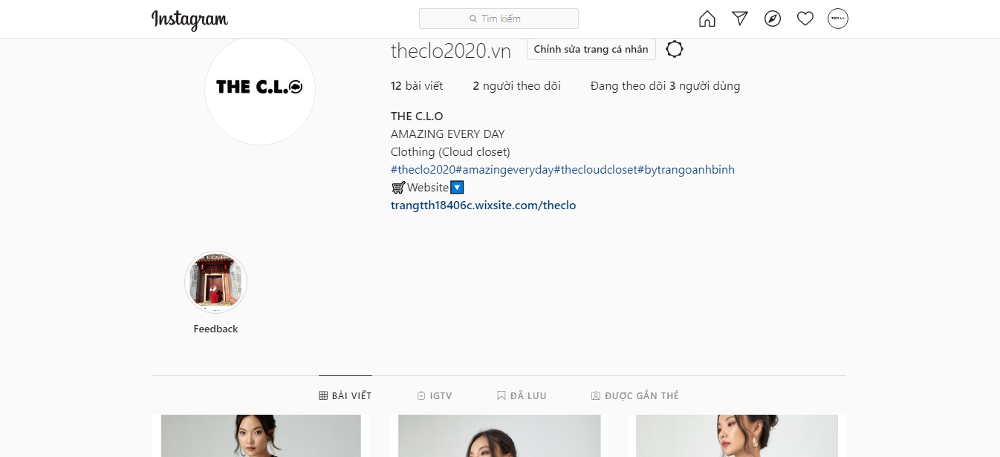 Instagram
Tìm kiếm
THE C.L.O
theclo2020.vn
Chỉnh sửa trang cá nhân
THE C.L.O
12 bài viết 2 người theo dõi Đang theo dõi 3 người dùng
THE C.L.O
AMAZING EVERY DAY
Clothing (Cloud closet)
#theclo2020#amazingeveryday#thecloudcloset#bytrangoanhbinh
Website
trangtth18406c.wixsite.com/theclo
Feedback
BÀI VIẾT IGTV ĐÃ LƯU ĐƯỢC GẮN THẺ